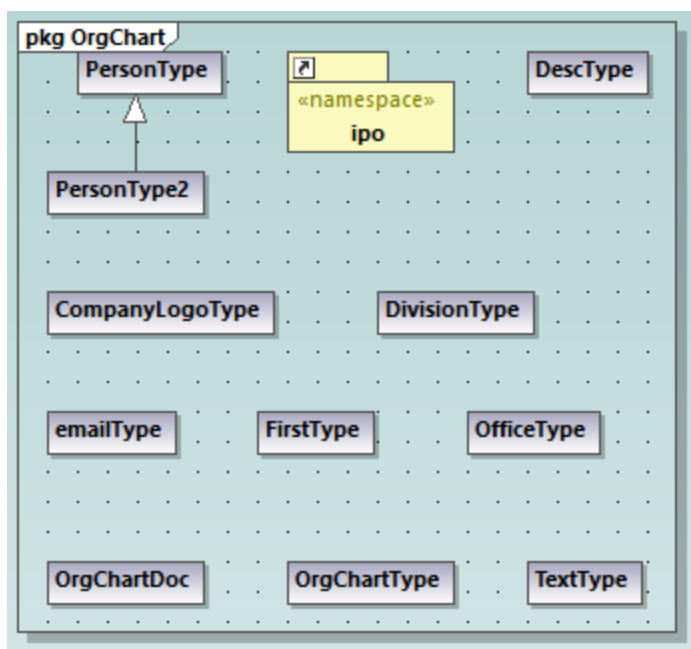 pkg OrgChart
PersonType
DescType
«namespace»
ipo
PersonType2
CompanyLogoType
DivisionType
emailType
FirstType
OfficeType
OrgChartDoc
OrgChartType
TextType